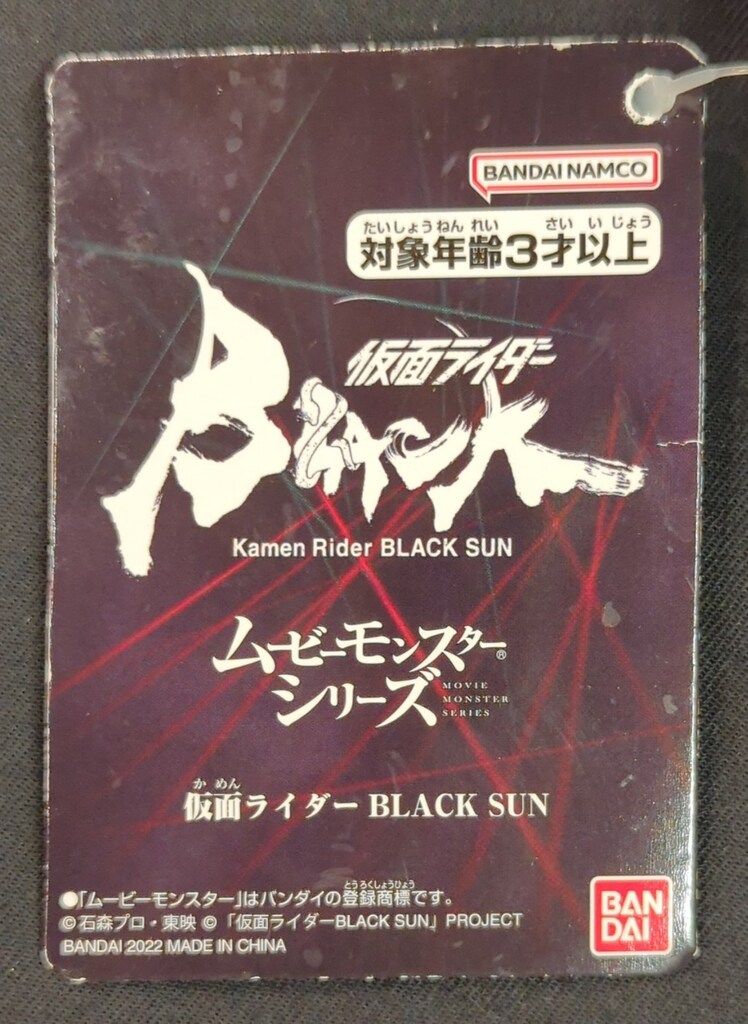 BANDAI NAMCO
たいしょうねんれい さい いじょう
対象年齢3才以上
仮面ライダー
BLACK
Kamen Rider BLACK SUN
ムゼーモンスター®
シリーズ
MOVIE
MONSTER
SERIES
かめん
仮面ライダー BLACK SUN
とうろくしょうひょう
●「ムービーモンスター」はバンダイの登録商標です。
©石森プロ・東映 ©「仮面ライダーBLACK SUN」PROJECT
BANDAI 2022 MADE IN CHINA
BAN
DAI